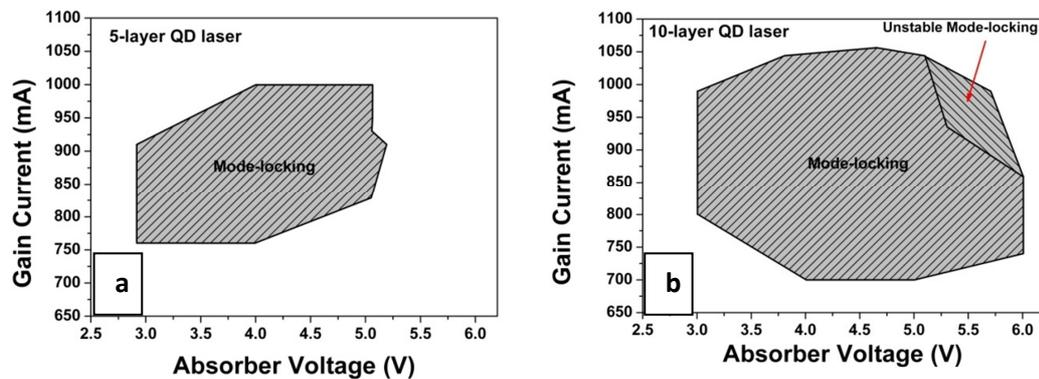 5-layer QD laser
1100
1050
1000
950
900
850
800
750
700
650
Gain Current (mA)
Mode-locking
a
2.5 3.0 3.5 4.0 4.5 5.0 5.5 6.0
Absorber Voltage (V)
10-layer QD laser
Unstable Mode-locking
1100
1050
1000
950
900
850
800
750
700
650
Gain Current (mA)
Mode-locking
b
2.5 3.0 3.5 4.0 4.5 5.0 5.5 6.0
Absorber Voltage (V)